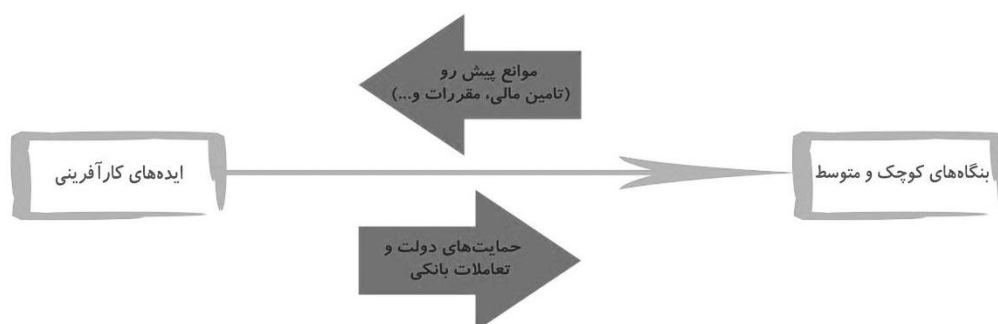 موانع پیش رو
(تامین مالی، مقررات و...)
بنگاه‌های کوچک و متوسط
ایده‌های کارآفرینی
حمایت‌های دولت و
تعاملات بانکی